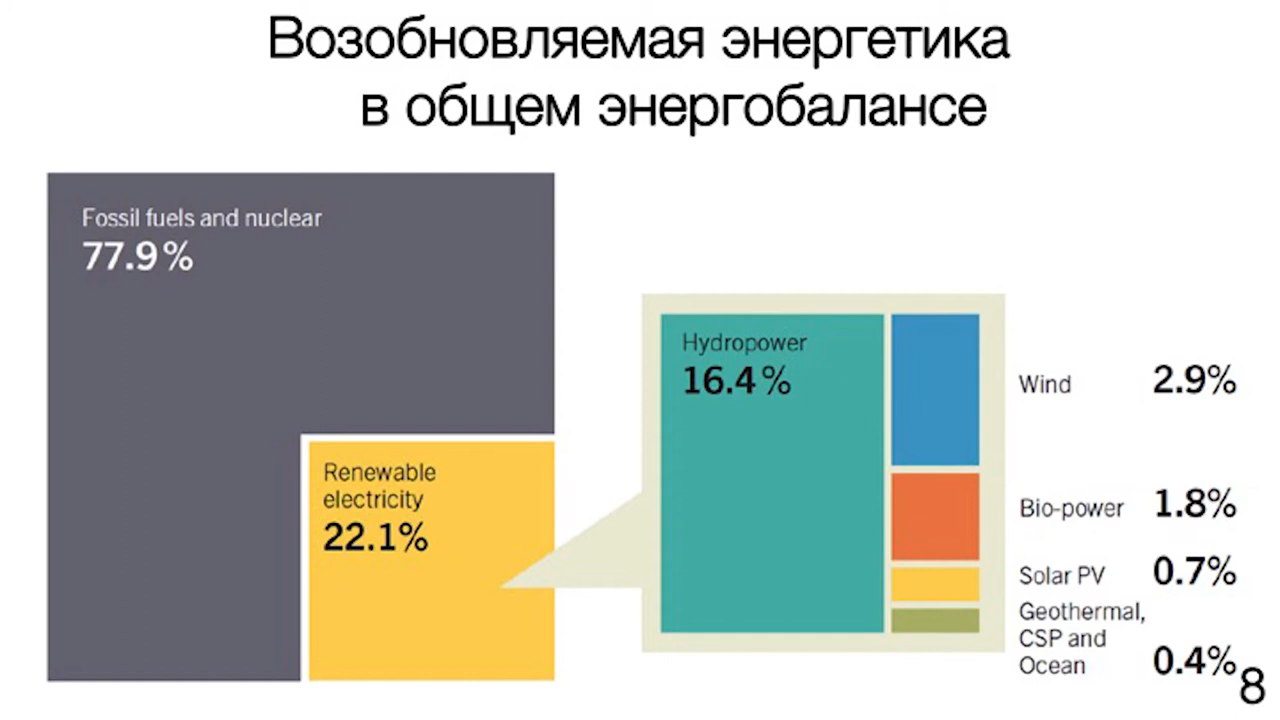 Возобновляемая энергетика
в общем энергобалансе
Fossil fuels and nuclear
77.9%
Renewable
electricity
22.1%
Hydropower
16.4%
Wind 2.9%
Bio-power 1.8%
Solar PV 0.7%
Geothermal,
CSP and
Ocean 0.4%
8